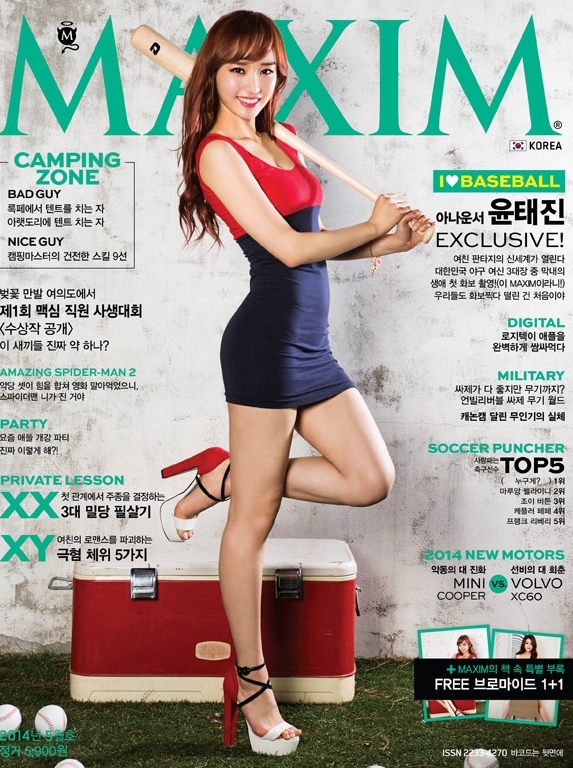 MAXIM
®
KOREA
CAMPING
ZONE
BAD GUY
록페에서 텐트를 치는 자
아랫도리에 텐트 치는 자
NICE GUY
캠핑마스터의 건전한 스킬 9선
벚꽃 만발 여의도에서
제1회 맥심 직원 사생대회
<수상작 공개>
이 새끼들 진짜 약 하나?
AMAZING SPIDER-MAN 2
악당 셋이 힘을 합쳐 영화 말아먹었으니,
스파이더맨 니가 진 거야
PARTY
요즘 애들 개강 파티
진짜 이렇게 해?!
PRIVATE LESSON
XX 첫 관계에서 주종을 결정하는
3대 밀당 필살기
XY 여친의 로맨스를 파괴하는
극혐 체위 5가지
2014년 5월호
정가 5,900원
I♥BASEBALL
아나운서 윤태진
EXCLUSIVE!
여친 판타지의 신세계가 열린다
대한민국 야구 여신 3대장 중 막내의
생애 첫 화보 촬영!(이 MAXIM이라니!)
우리들도 화보찍다 떨린 건 처음이야
DIGITAL
로지텍이 애플을
완벽하게 쌈싸먹다
MILITARY
싸제가 다 좋지만 무기까지?
언빌리버블 싸제 무기 월드
캐논캠 달린 무인기의 실체
SOCCER PUNCHER
사람패는
축구선수 TOP5
( 누구게? ) 1위
마루앙 펠라이니 2위
조이 바튼 3위
케플러 페페 4위
프랭크 리베리 5위
2014 NEW MOTORS
악동의 대 진화
MINI
COOPER
VS.
선비의 대 회춘
VOLVO
XC60
+ MAXIM의 책 속 특별 부록
FREE 브로마이드 1+1
ISSN 2233-4270 바코드는 뒷면에